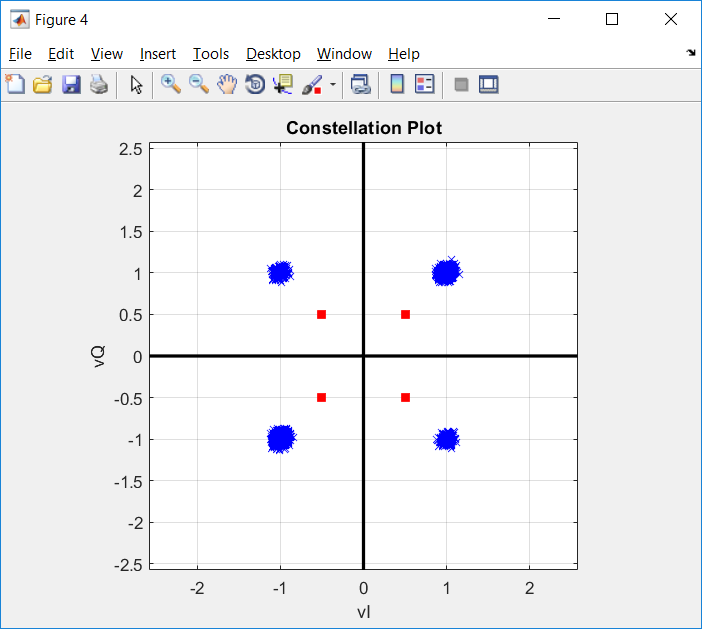 Figure 4
File Edit View Insert Tools Desktop Window Help
Constellation Plot
2.5
2
1.5
1
0.5
0
-0.5
-1
-1.5
-2
-2.5
vQ
-2 -1 0 1 2
vI